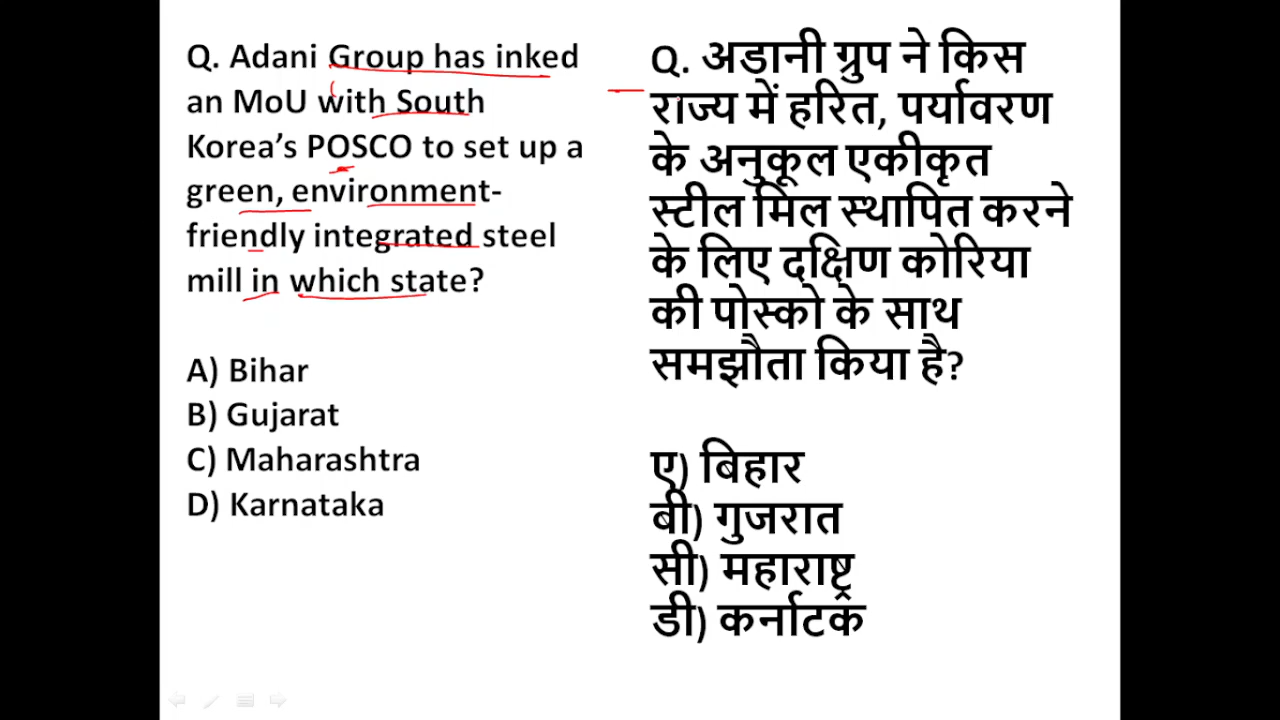 Q. Adani Group has inked
an MoU with South
Korea’s POSCO to set up a
green, environment-
friendly integrated steel
mill in which state?
A) Bihar
B) Gujarat
C) Maharashtra
D) Karnataka
Q. अडानी ग्रुप ने किस
राज्य में हरित, पर्यावरण
के अनुकूल एकीकृत
स्टील मिल स्थापित करने
के लिए दक्षिण कोरिया
की पोस्को के साथ
समझौता किया है?
ए) बिहार
बी) गुजरात
सी) महाराष्ट्र
डी) कर्नाटक